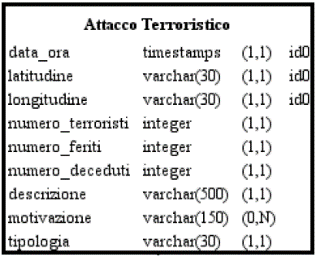 Attacco Terroristico
data_ora timestamps (1,1) id0
latitudine varchar(30) (1,1) id0
longitudine varchar(30) (1,1) id0
numero_terroristi integer (1,1)
numero_feriti integer (1,1)
numero_deceduti integer (1,1)
descrizione varchar(500) (1,1)
motivazione varchar(150) (0,N)
tipologia varchar(30) (1,1)